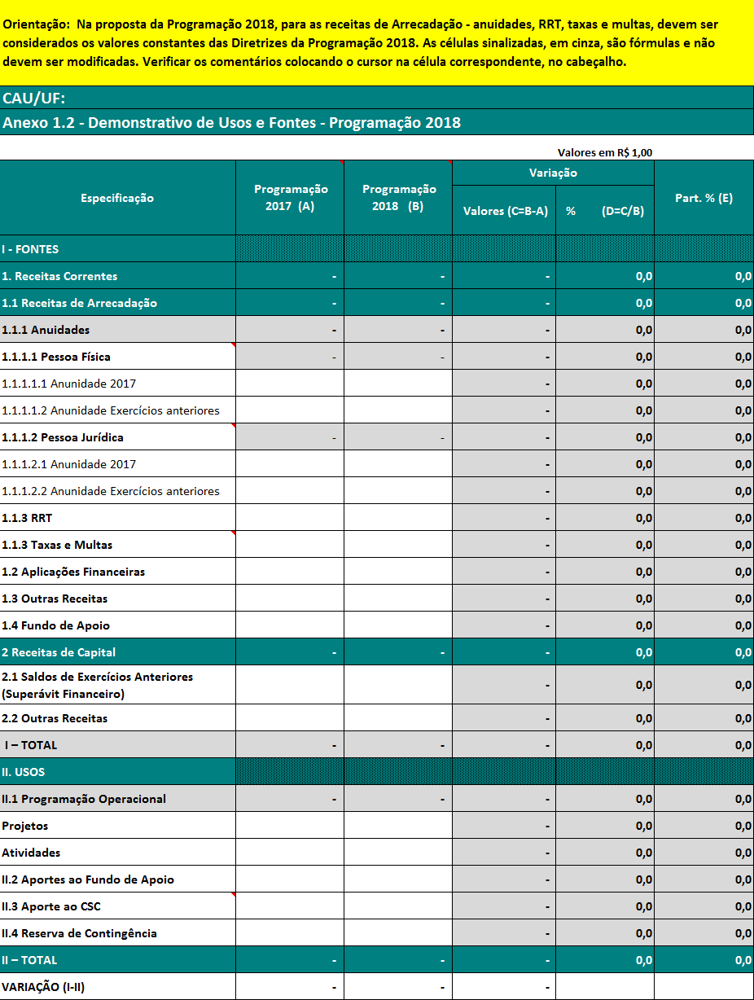 Orientação:  Na proposta da Programação 2018, para as receitas de Arrecadação - anuidades, RRT, taxas e multas, devem ser
considerados os valores constantes das Diretrizes da Programação 2018. As células sinalizadas, em cinza, são fórmulas e não
devem ser modificadas. Verificar os comentários colocando o cursor na célula correspondente, no cabeçalho.
CAU/UF:
Anexo 1.2 - Demonstrativo de Usos e Fontes - Programação 2018
Valores em R$ 1,00
Especificação
Programação
2017  (A)
Programação
2018   (B)
Variação
Valores (C=B-A)
%        (D=C/B)
Part. % (E)
I - FONTES
1. Receitas Correntes - - - 0,0 0,0
1.1 Receitas de Arrecadação - - - 0,0 0,0
1.1.1 Anuidades - - - 0,0 0,0
1.1.1.1 Pessoa Física - - - 0,0 0,0
1.1.1.1.1 Anunidade 2017 - 0,0 0,0
1.1.1.1.2 Anunidade Exercícios anteriores - 0,0 0,0
1.1.1.2 Pessoa Jurídica - - - 0,0 0,0
1.1.1.2.1 Anunidade 2017 - 0,0 0,0
1.1.1.2.2 Anunidade Exercícios anteriores - 0,0 0,0
1.1.3 RRT - 0,0 0,0
1.1.3 Taxas e Multas - 0,0 0,0
1.2 Aplicações Financeiras - 0,0 0,0
1.3 Outras Receitas - 0,0 0,0
1.4 Fundo de Apoio - 0,0 0,0
2 Receitas de Capital - - - 0,0 0,0
2.1 Saldos de Exercícios Anteriores
(Superávit Financeiro) - 0,0 0,0
2.2 Outras Receitas - 0,0 0,0
I – TOTAL - - - 0,0 0,0
II. USOS
II.1 Programação Operacional - - - 0,0 0,0
Projetos - 0,0 0,0
Atividades - 0,0 0,0
II.2 Aportes ao Fundo de Apoio - 0,0 0,0
II.3 Aporte ao CSC - 0,0 0,0
II.4 Reserva de Contingência - 0,0 0,0
II – TOTAL - - - 0,0 0,0
VARIAÇÃO (I-II) - - -